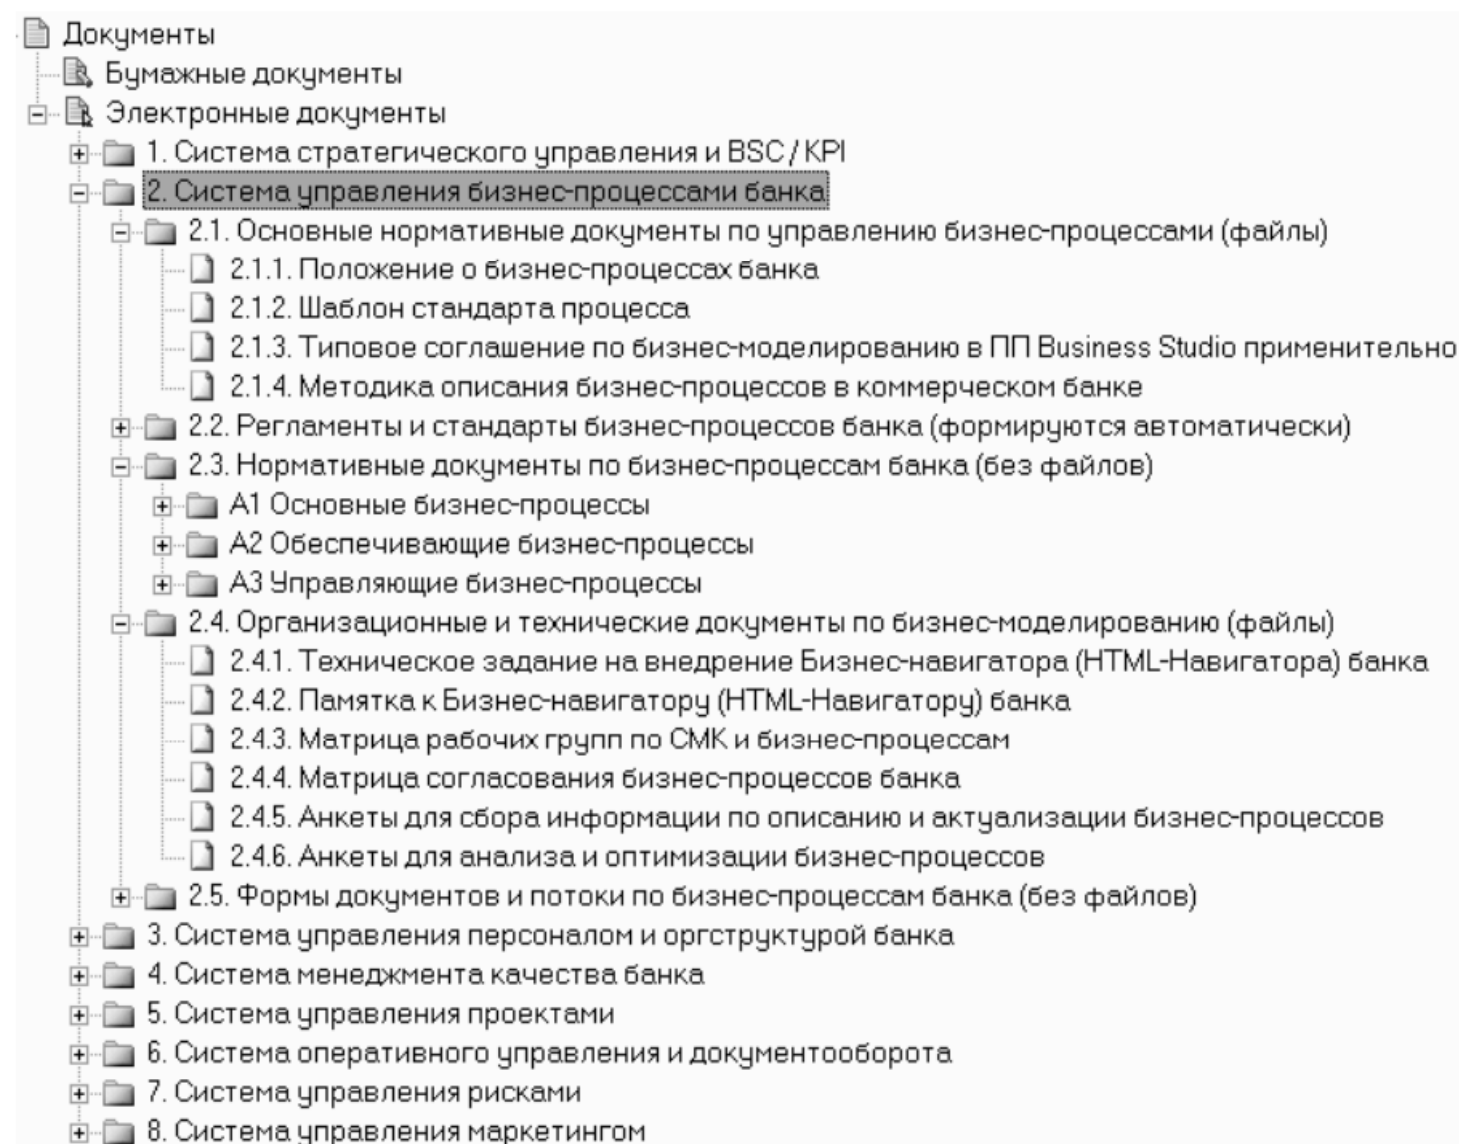 Документы
Бумажные документы
Электронные документы
1. Система стратегического управления и BSC / KPI
2. Система управления бизнес-процессами банка
2.1. Основные нормативные документы по управлению бизнес-процессами (файлы)
2.1.1. Положение о бизнес-процессах банка
2.1.2. Шаблон стандарта процесса
2.1.3. Типовое соглашение по бизнес-моделированию в ПП Business Studio применительно
2.1.4. Методика описания бизнес-процессов в коммерческом банке
2.2. Регламенты и стандарты бизнес-процессов банка (формируются автоматически)
2.3. Нормативные документы по бизнес-процессам банка (без файлов)
А1 Основные бизнес-процессы
А2 Обеспечивающие бизнес-процессы
А3 Управляющие бизнес-процессы
2.4. Организационные и технические документы по бизнес-моделированию (файлы)
2.4.1. Техническое задание на внедрение Бизнес-навигатора (HTML-Навигатора) банка
2.4.2. Памятка к Бизнес-навигатору (HTML-Навигатору) банка
2.4.3. Матрица рабочих групп по СМК и бизнес-процессам
2.4.4. Матрица согласования бизнес-процессов банка
2.4.5. Анкеты для сбора информации по описанию и актуализации бизнес-процессов
2.4.6. Анкеты для анализа и оптимизации бизнес-процессов
2.5. Формы документов и потоки по бизнес-процессам банка (без файлов)
3. Система управления персоналом и оргструктурой банка
4. Система менеджмента качества банка
5. Система управления проектами
6. Система оперативного управления и документооборота
7. Система управления рисками
8. Система управления маркетингом